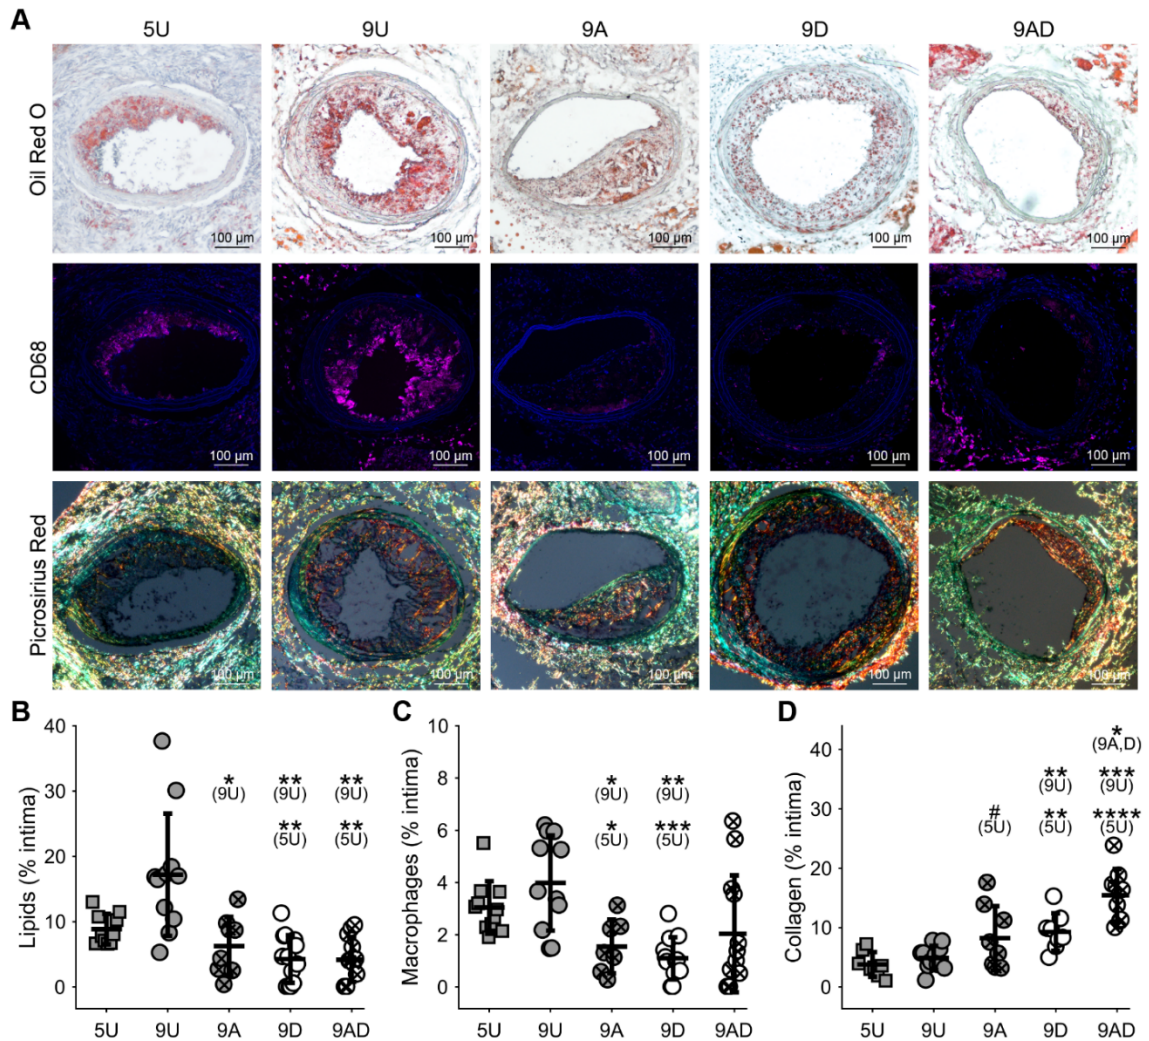 A
5U 9U 9A 9D 9AD
Oil Red O
100 µm 100 µm 100 µm 100 µm 100 µm
CD68
100 µm 100 µm 100 µm 100 µm 100 µm
Picrosirius Red
100 µm 100 µm 100 µm 100 µm 100 µm
B
Lipids (% intima)
40
30
20
10
0
* ** **
(9U) (9U) (9U)
** **
(5U) (5U)
5U 9U 9A 9D 9AD
C
Macrophages (% intima)
10
8
6
4
2
0
* **
(9U) (9U)
* ***
(5U) (5U)
5U 9U 9A 9D 9AD
D
Collagen (% intima)
40
30
20
10
0
*
(9A,D)
** ***
(9U) (9U)
# ** ****
(5U) (5U) (5U)
5U 9U 9A 9D 9AD